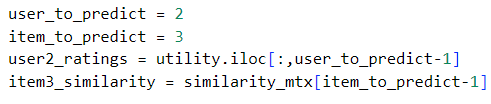 user_to_predict = 2
item_to_predict = 3
user2_ratings = utility.iloc[:,user_to_predict-1]
item3_similarity = similarity_mtx[item_to_predict-1]